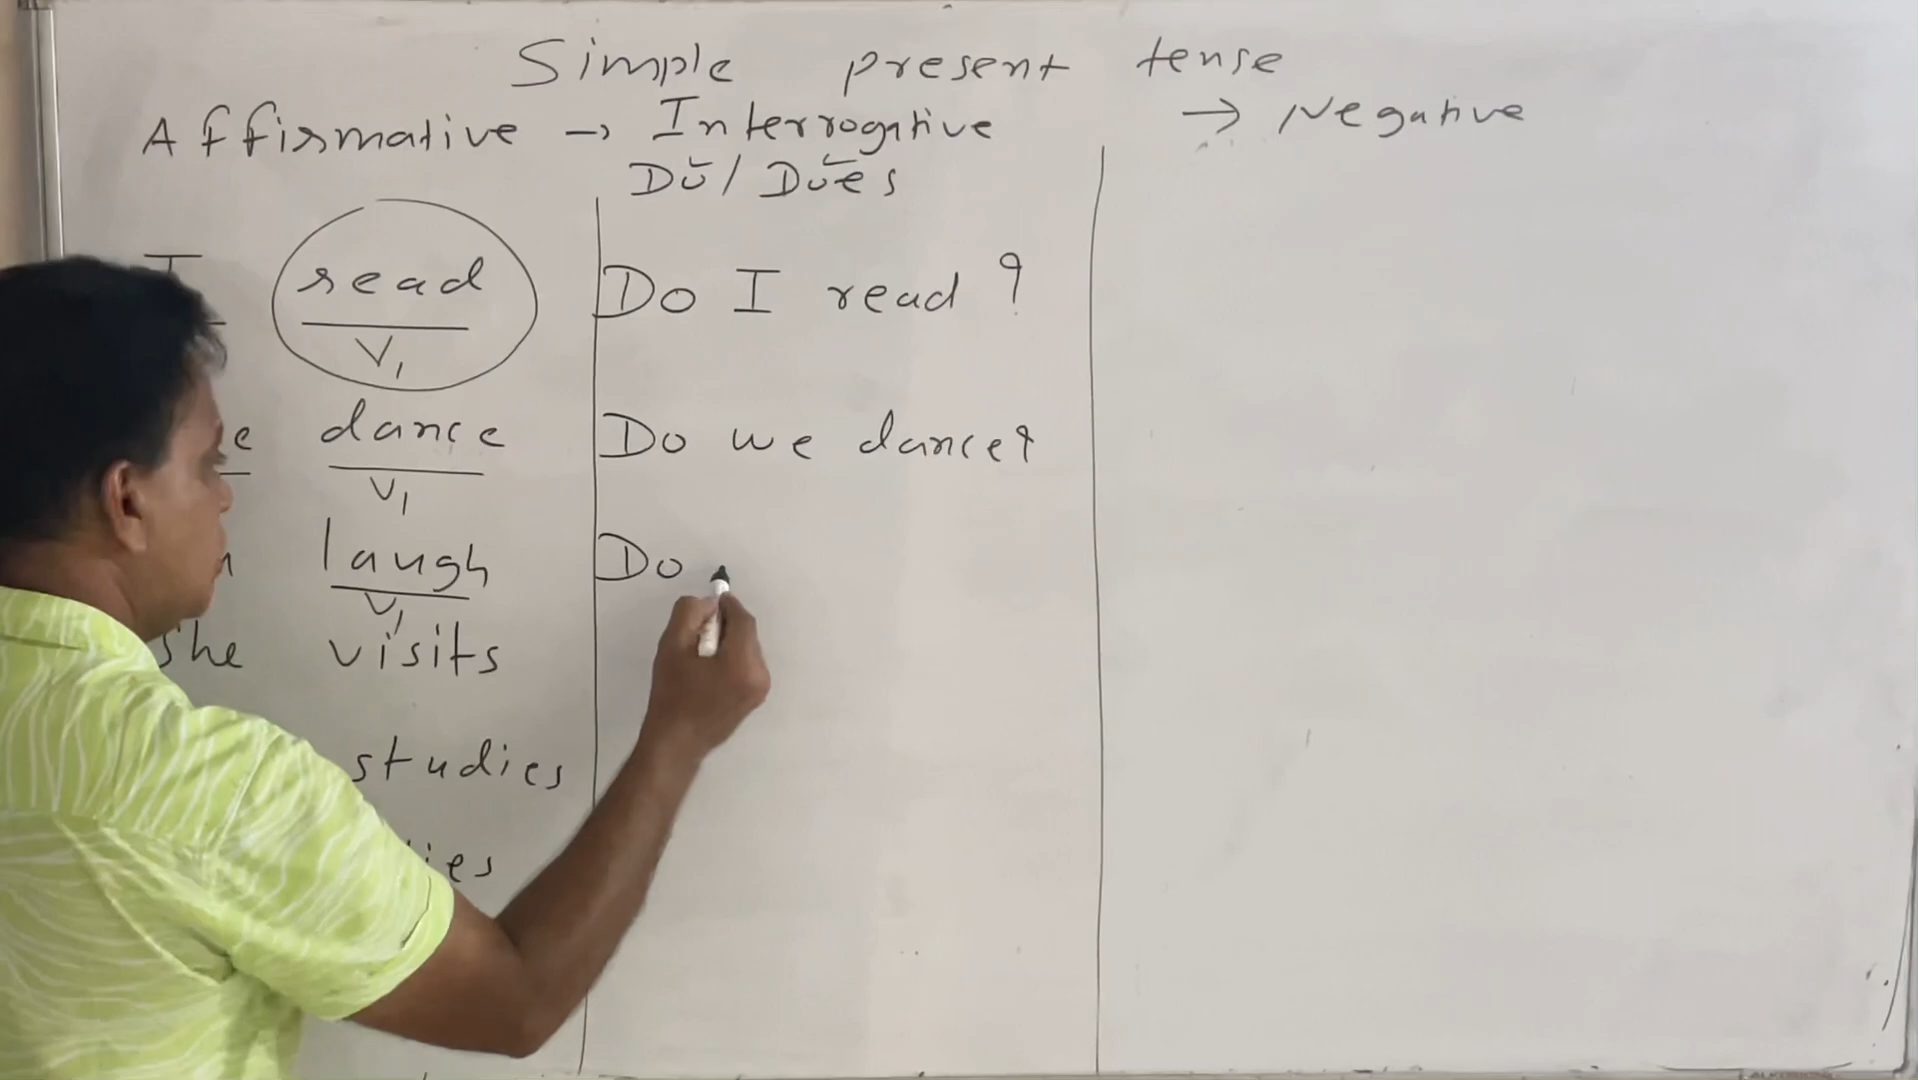 Simple present tense
Affirmative → Interrogative → Negative
Do / Does
I read Do I read ?
V1
dance Do we dance?
V1
laugh Do
V1
she visits
studies